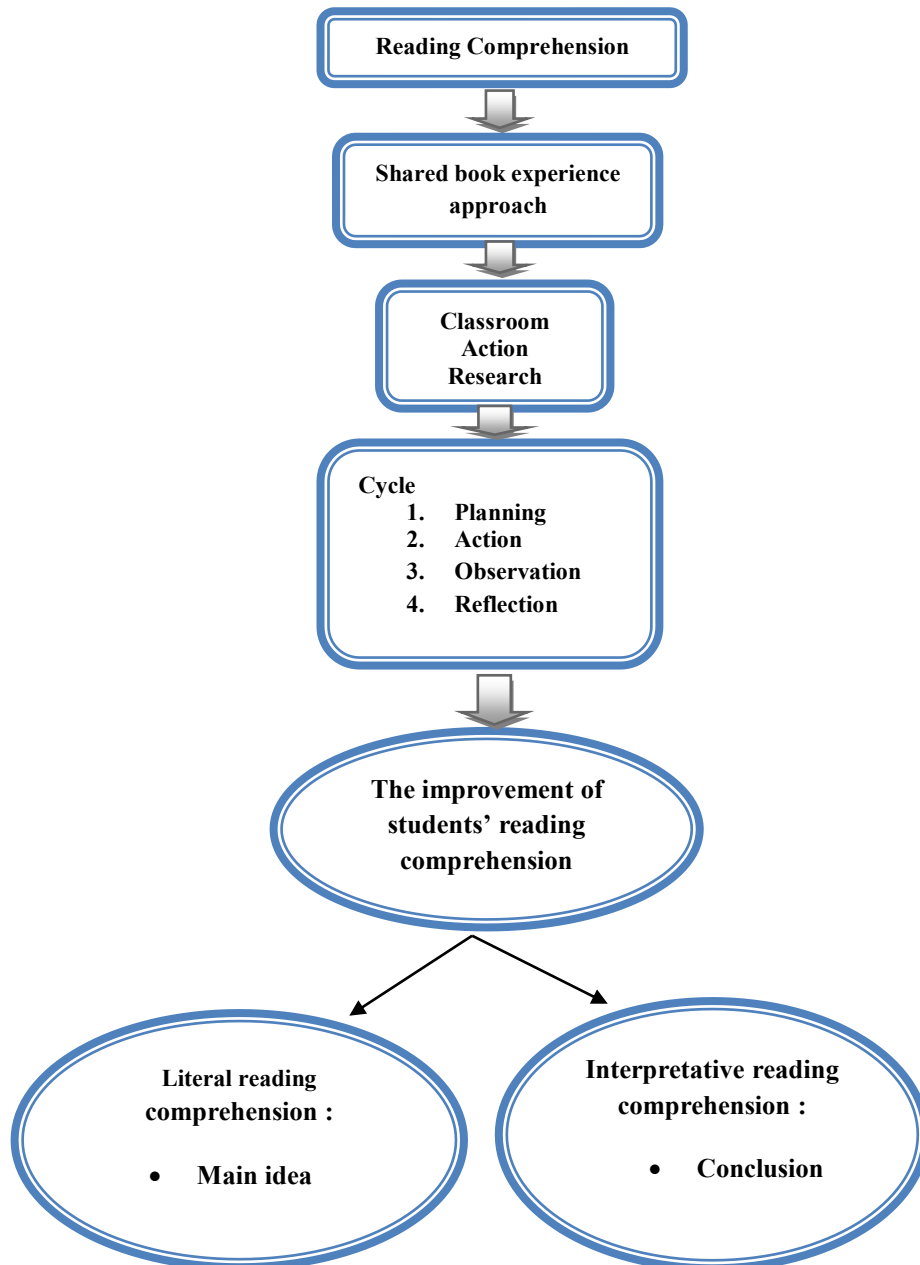 Reading Comprehension
Shared book experience
approach
Classroom
Action
Research
Cycle
1. Planning
2. Action
3. Observation
4. Reflection
The improvement of
students’ reading
comprehension
Literal reading
comprehension :
• Main idea
Interpretative reading
comprehension :
• Conclusion